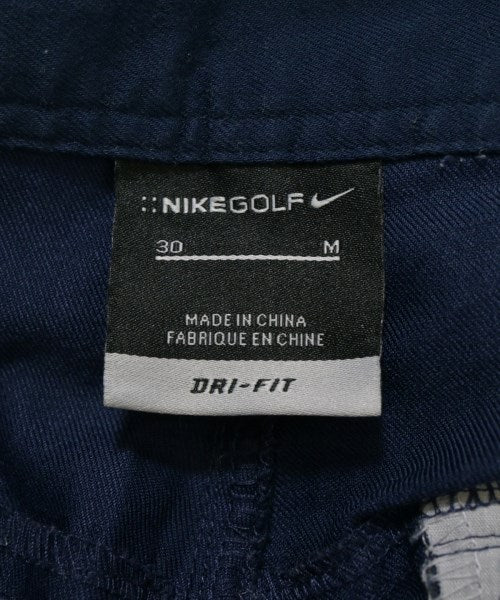 NIKEGOLF
30 M
MADE IN CHINA
FABRIQUE EN CHINE
DRI-FIT